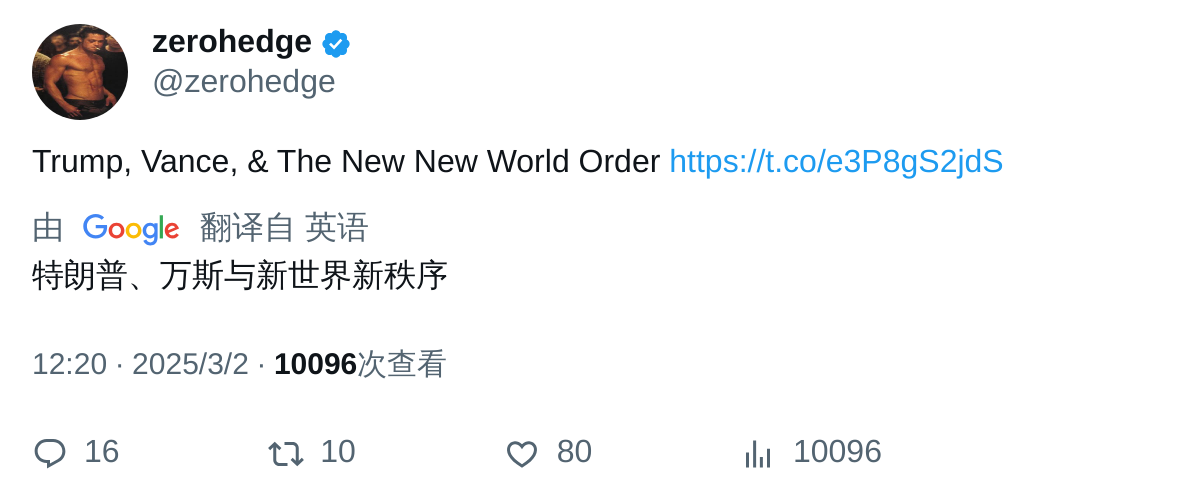 zerohedge
@zerohedge
Trump, Vance, & The New New World Order https://t.co/e3P8gS2jdS
由 Google 翻译自 英语
特朗普、万斯与新世界新秩序
12:20 · 2025/3/2 · 10096次查看
16 10 80 10096